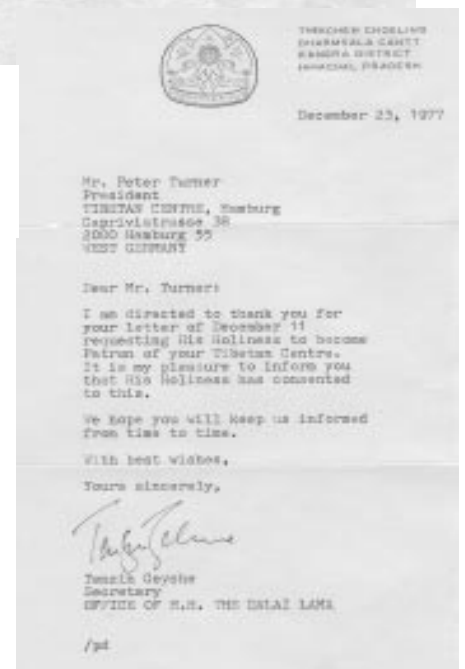 THEKCHEN CHOELING
DHARMSALA CANTT
KANGRA DISTRICT
HIMACHAL PRADESH
December 23, 1977
Mr. Peter Turner
President
TIBETAN CENTRE, Hamburg
Caprivistrasse 38
2000 Hamburg 55
WEST GERMANY
Dear Mr. Turner:
I am directed to thank you for
your letter of December 11
requesting His Holiness to become
Patron of your Tibetan Centre.
It is my pleasure to inform you
that His Holiness has consented
to this.
We hope you will keep us informed
from time to time.
With best wishes,
Yours sincerely,
Tenzin Geyche
Secretary
OFFICE OF H.H. THE DALAI LAMA
/pd